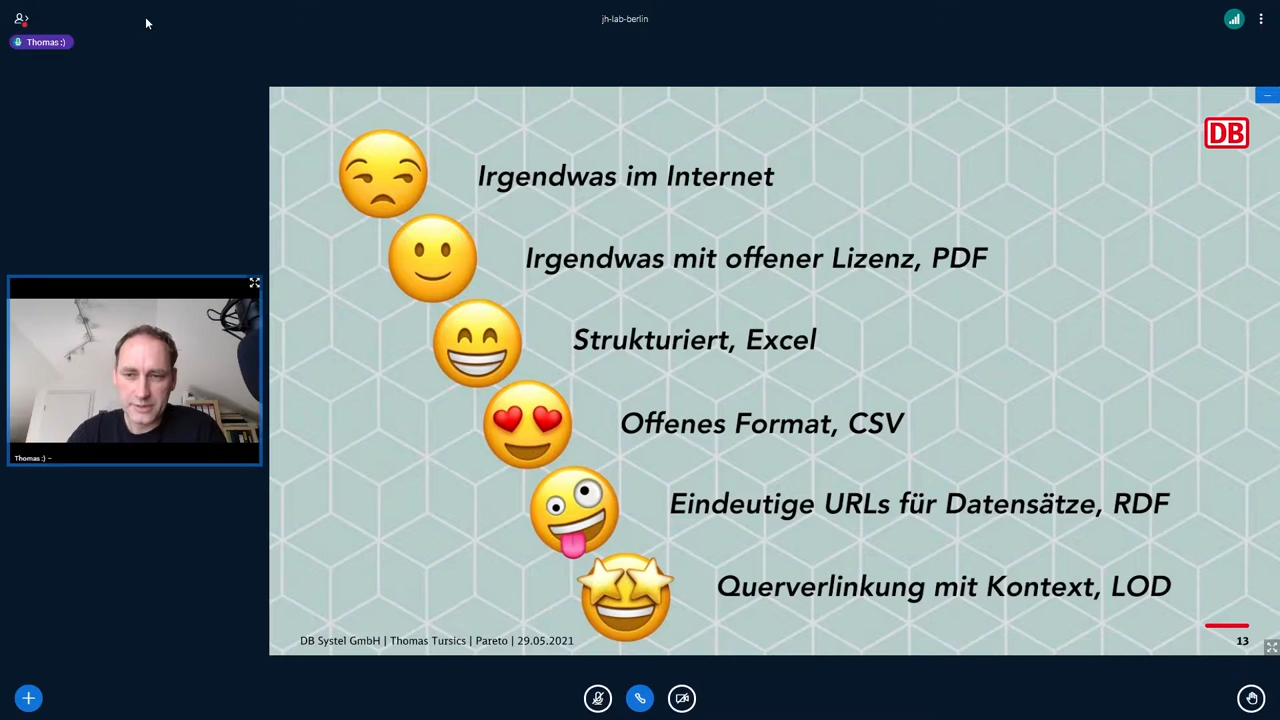 jh-lab-berlin
Thomas :)
DB
Irgendwas im Internet
Irgendwas mit offener Lizenz, PDF
Strukturiert, Excel
Offenes Format, CSV
Eindeutige URLs für Datensätze, RDF
Querverlinkung mit Kontext, LOD
Thomas :) ~
DB Systel GmbH | Thomas Tursics | Pareto | 29.05.2021
13